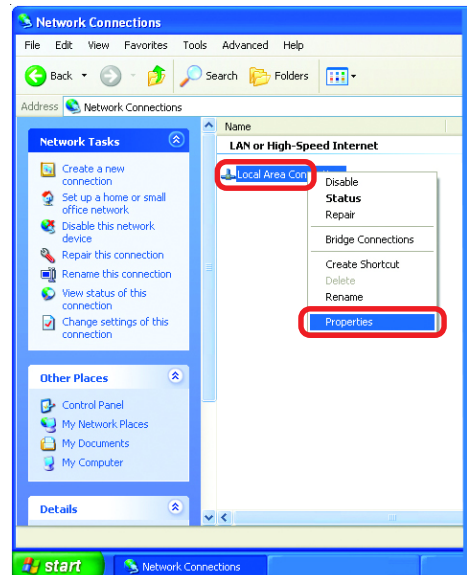 Network Connections
File Edit View Favorites Tools Advanced Help
Back Search Folders
Address Network Connections
Network Tasks
Create a new
connection
Set up a home or small
office network
Disable this network
device
Repair this connection
Rename this connection
View status of this
connection
Change settings of this
connection
Other Places
Control Panel
My Network Places
My Documents
My Computer
Details
Name
LAN or High-Speed Internet
Local Area Con
Disable
Status
Repair
Bridge Connections
Create Shortcut
Delete
Rename
Properties
start Network Connections